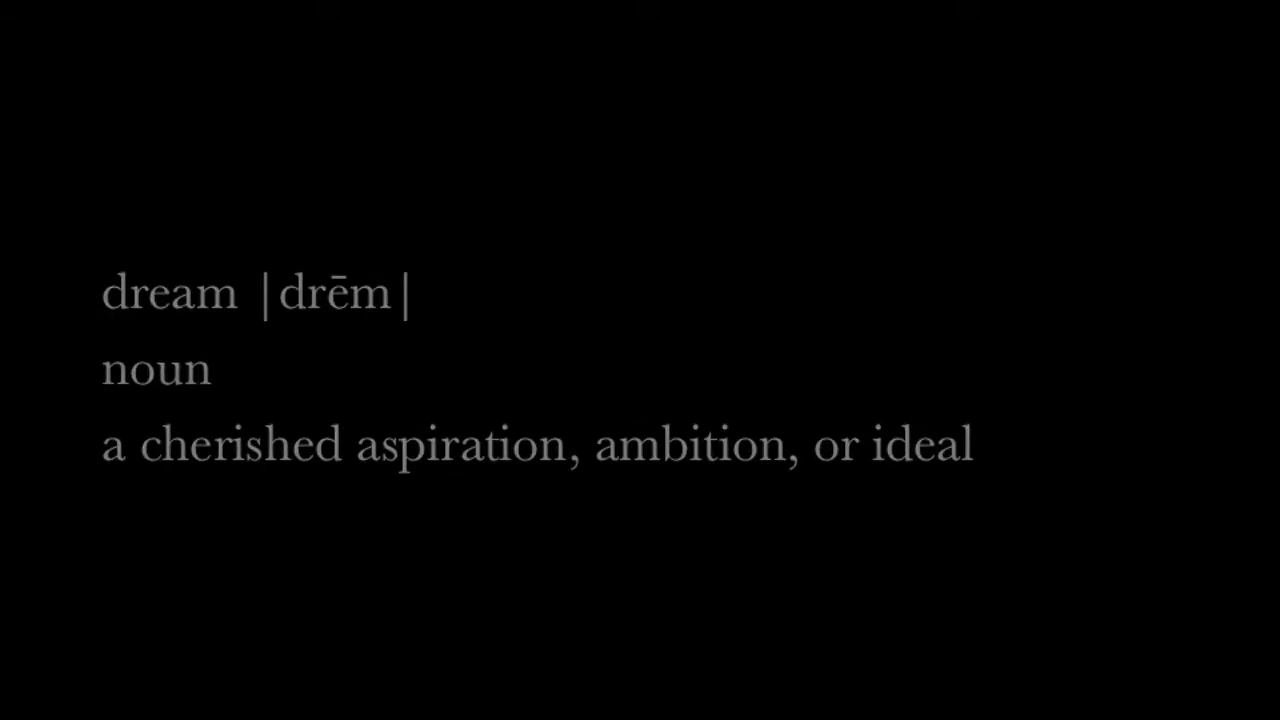 dream |drēm|
noun
a cherished aspiration, ambition, or ideal